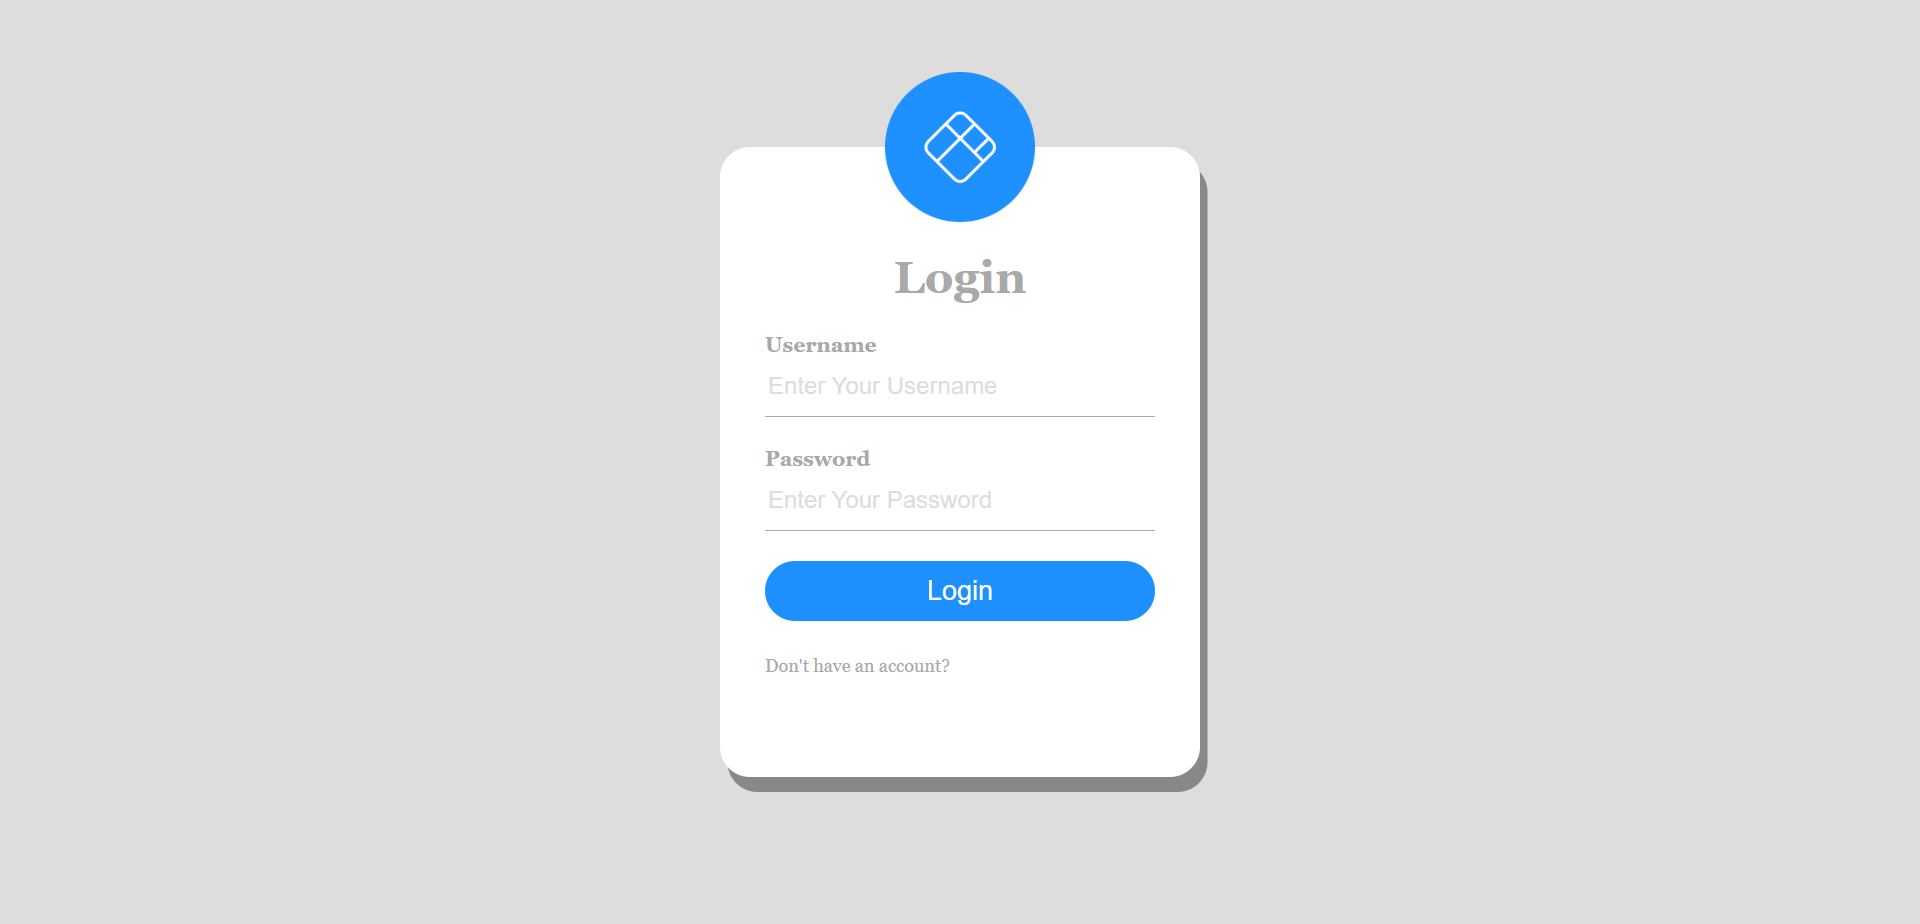 Login
Username
Enter Your Username
Password
Enter Your Password
Login
Don't have an account?